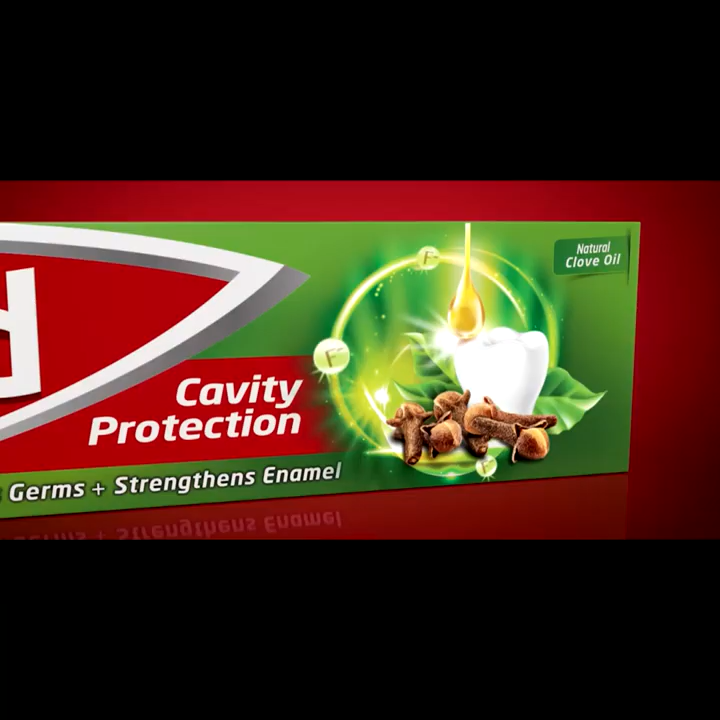 Natural
Clove Oil
F-
F-
Cavity
Protection
Germs + Strengthens Enamel
F-